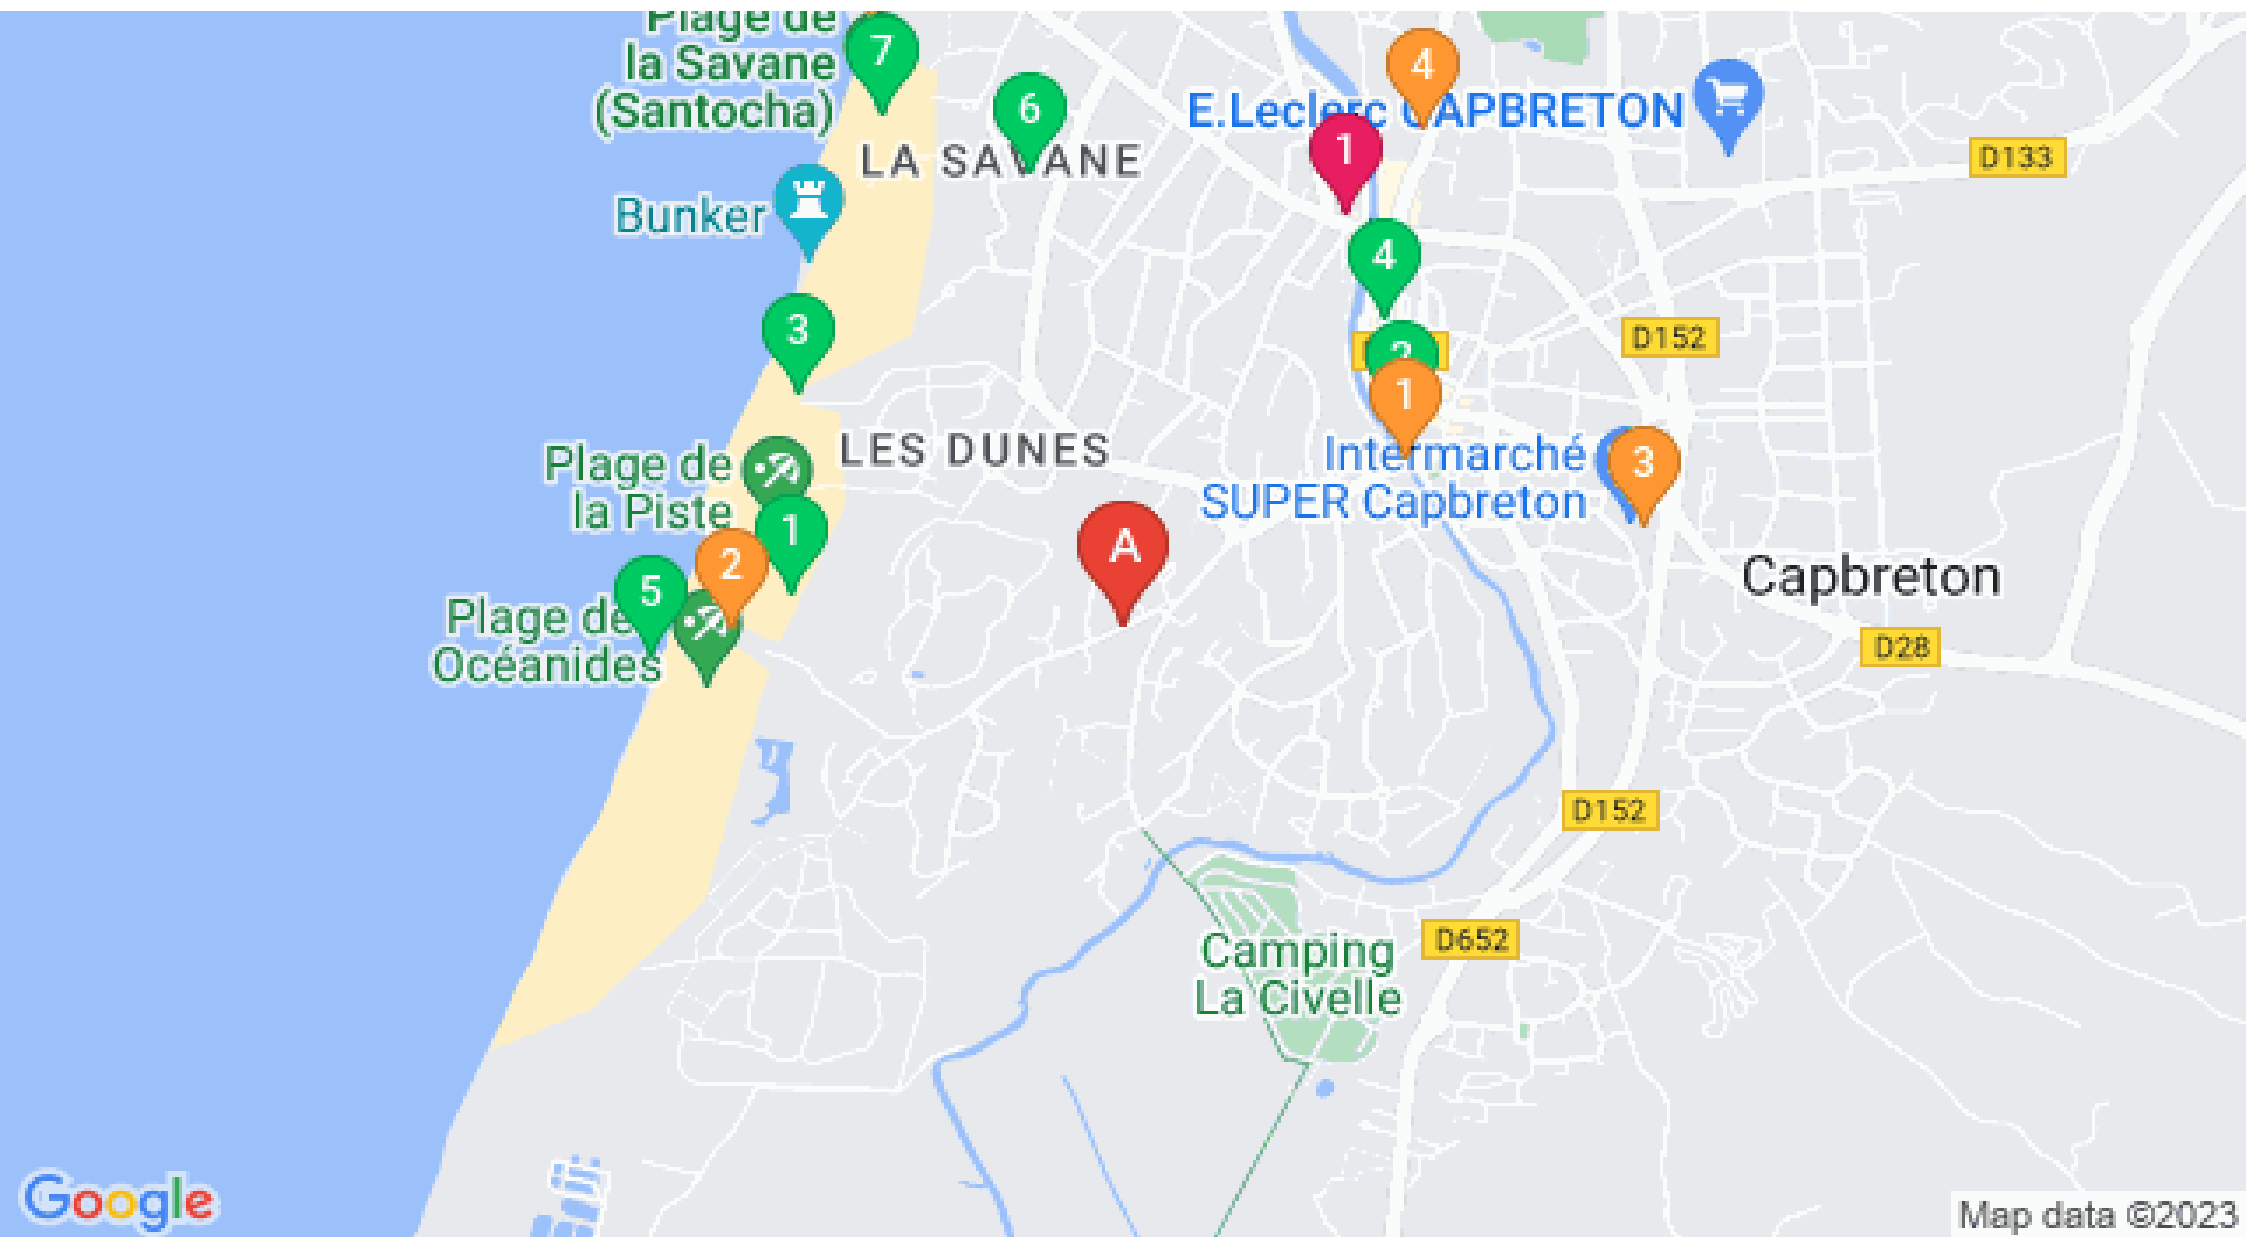 Plage de
la Savane
(Santocha)
7
6
4
E.Leclerc CAPBRETON
1
D133
LA SAVANE
Bunker
4
3
D152
2
1
LES DUNES
Plage de
la Piste
Intermarché
SUPER Capbreton
3
1
A
2
5
Capbreton
Plage des
Océanides
D28
D152
D652
Camping
La Civelle
Google
Map data ©2023